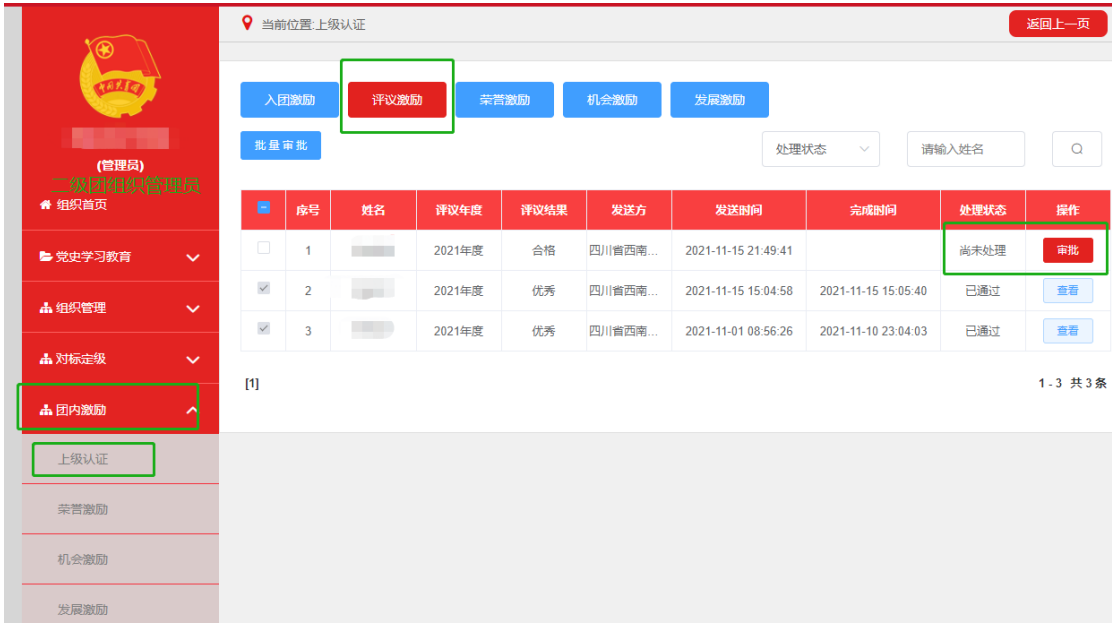 当前位置:上级认证
返回上一页
中国共青团
(管理员)
二级团组织管理员
组织首页
党史学习教育
组织管理
对标定级
团内激励
上级认证
荣誉激励
机会激励
发展激励
入团激励 评议激励 荣誉激励 机会激励 发展激励
批量审批 处理状态 请输入姓名
序号 姓名 评议年度 评议结果 发送方 发送时间 完成时间 处理状态 操作
1 2021年度 合格 四川省西南... 2021-11-15 21:49:41 尚未处理 审批
2 2021年度 优秀 四川省西南... 2021-11-15 15:04:58 2021-11-15 15:05:40 已通过 查看
3 2021年度 优秀 四川省西南... 2021-11-01 08:56:26 2021-11-10 23:04:03 已通过 查看
[1] 1 - 3 共 3 条